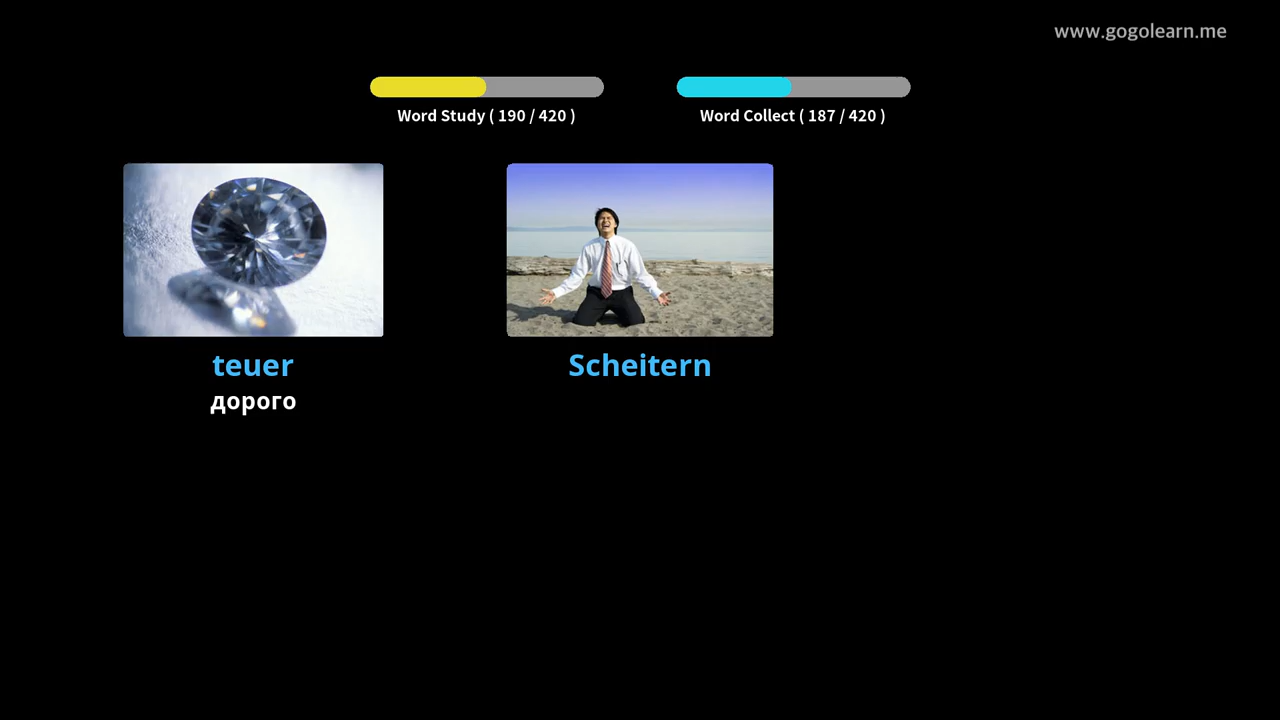 www.gogolearn.me
Word Study ( 190 / 420 )
Word Collect ( 187 / 420 )
teuer
дорого
Scheitern